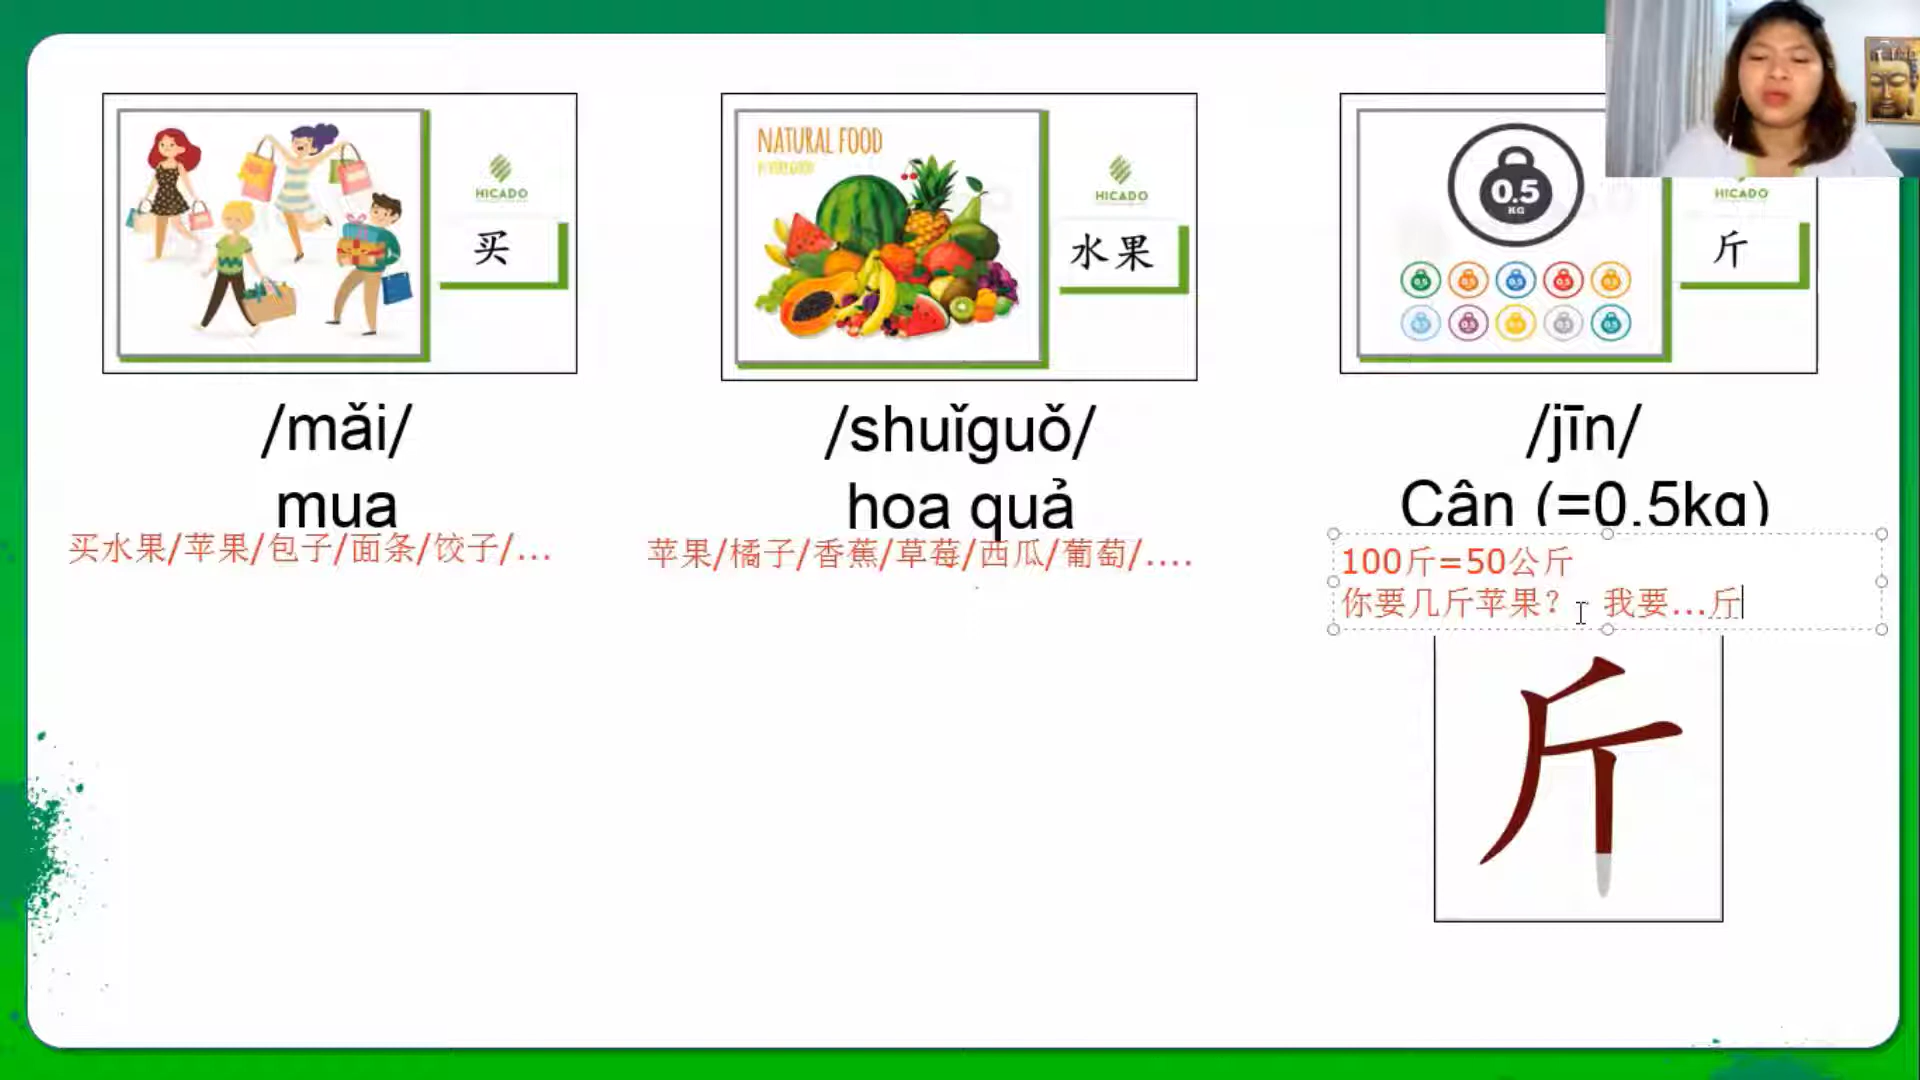 HICADO
买
/mǎi/
mua
买水果/苹果/包子/面条/饺子/...
NATURAL FOOD
HICADO
水果
/shuǐguǒ/
hoa quả
苹果/橘子/香蕉/草莓/西瓜/葡萄/....
0.5
KG
HICADO
斤
/jīn/
Cân (=0.5kg)
100斤=50公斤
你要几斤苹果? 我要...斤
斤